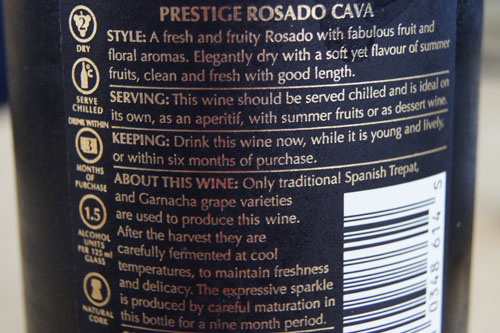 PRESTIGE ROSADO CAVA
2
DRY
STYLE: A fresh and fruity Rosado with fabulous fruit and
floral aromas. Elegantly dry with a soft yet flavour of summer
fruits, clean and fresh with good length.
°C
SERVE
CHILLED
SERVING: This wine should be served chilled and is ideal on
its own, as an aperitif, with summer fruits or as dessert wine.
DRINK WITHIN
3
MONTHS
OF
PURCHASE
KEEPING: Drink this wine now, while it is young and lively,
or within six months of purchase.
1.5
ALCOHOL
UNITS
PER 125 ml
GLASS
NATURAL
CORK
ABOUT THIS WINE: Only traditional Spanish Trepat,
and Garnacha grape varieties
are used to produce this wine.
After the harvest they are
carefully fermented at cool
temperatures, to maintain freshness
and delicacy. The expressive sparkle
is produced by careful maturation in
this bottle for a nine month period.
0348 614 5